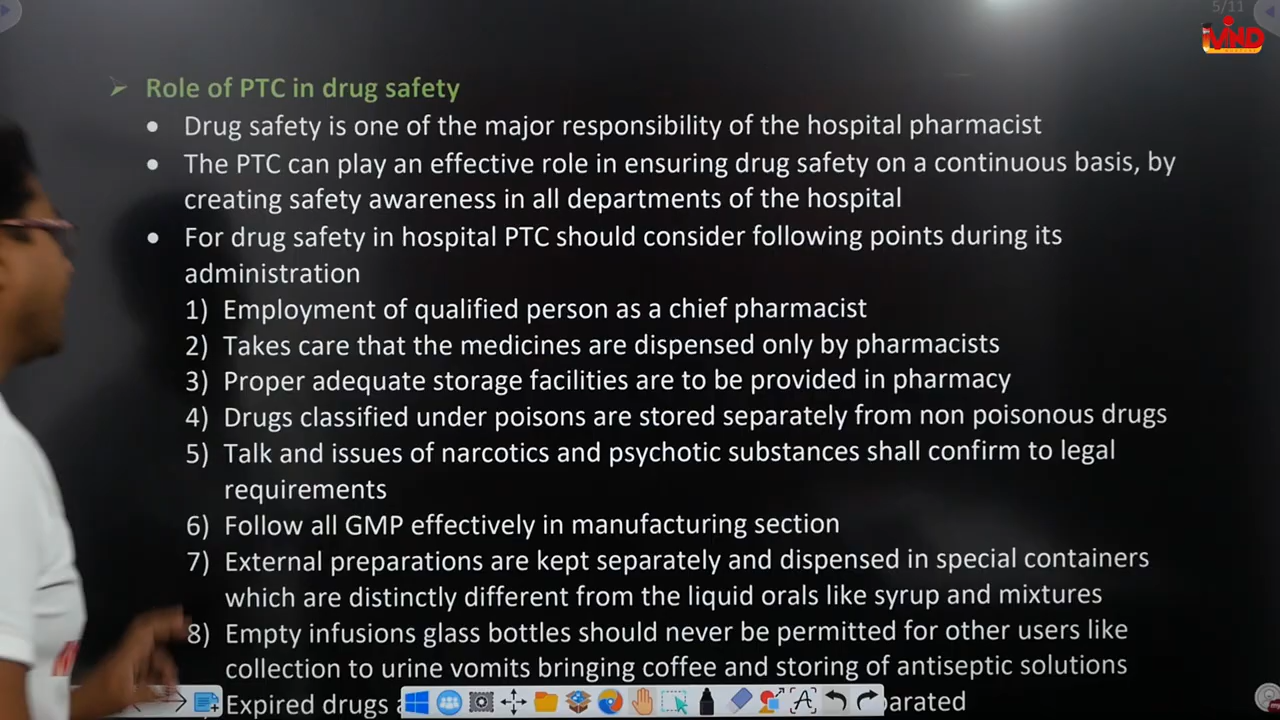 5/11
iMIND
Role of PTC in drug safety
• Drug safety is one of the major responsibility of the hospital pharmacist
• The PTC can play an effective role in ensuring drug safety on a continuous basis, by
creating safety awareness in all departments of the hospital
• For drug safety in hospital PTC should consider following points during its
administration
1) Employment of qualified person as a chief pharmacist
2) Takes care that the medicines are dispensed only by pharmacists
3) Proper adequate storage facilities are to be provided in pharmacy
4) Drugs classified under poisons are stored separately from non poisonous drugs
5) Talk and issues of narcotics and psychotic substances shall confirm to legal
requirements
6) Follow all GMP effectively in manufacturing section
7) External preparations are kept separately and dispensed in special containers
which are distinctly different from the liquid orals like syrup and mixtures
8) Empty infusions glass bottles should never be permitted for other users like
collection to urine vomits bringing coffee and storing of antiseptic solutions
Expired drugs